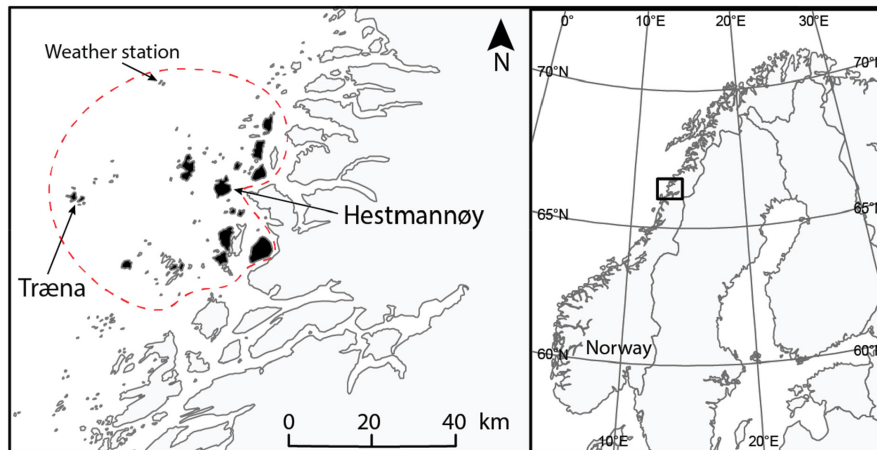 Weather station
N
Hestmannøy
Træna
0 20 40 km
0° 10°E 20°E 30°E
70°N 70°N
65°N 65°N
60°N Norway 60°N
10°E 20°E